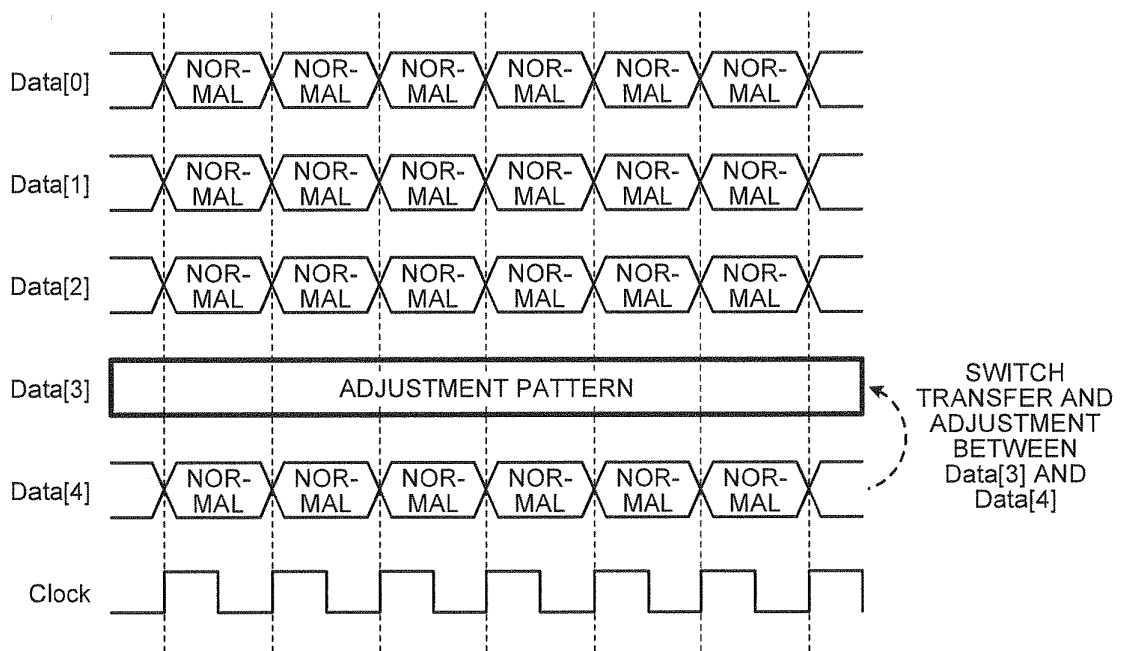 Data[0]
NOR-
MAL
NOR-
MAL
NOR-
MAL
NOR-
MAL
NOR-
MAL
NOR-
MAL
Data[1]
NOR-
MAL
NOR-
MAL
NOR-
MAL
NOR-
MAL
NOR-
MAL
NOR-
MAL
Data[2]
NOR-
MAL
NOR-
MAL
NOR-
MAL
NOR-
MAL
NOR-
MAL
NOR-
MAL
Data[3]
ADJUSTMENT PATTERN
SWITCH
TRANSFER AND
ADJUSTMENT
BETWEEN
Data[3] AND
Data[4]
Data[4]
NOR-
MAL
NOR-
MAL
NOR-
MAL
NOR-
MAL
NOR-
MAL
NOR-
MAL
Clock